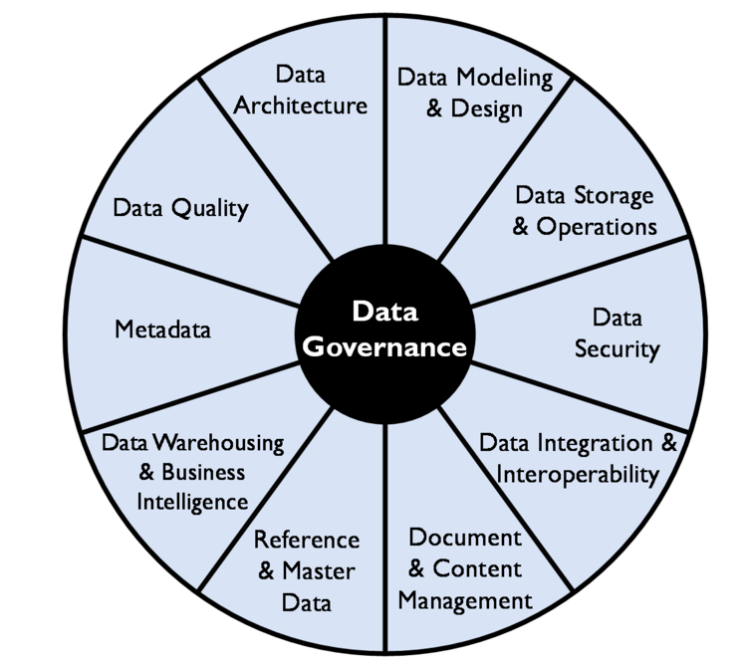 Data
Architecture
Data Modeling
& Design
Data Storage
& Operations
Data
Security
Data Integration &
Interoperability
Document
& Content
Management
Reference
& Master
Data
Data Warehousing
& Business
Intelligence
Metadata
Data Quality
Data
Governance